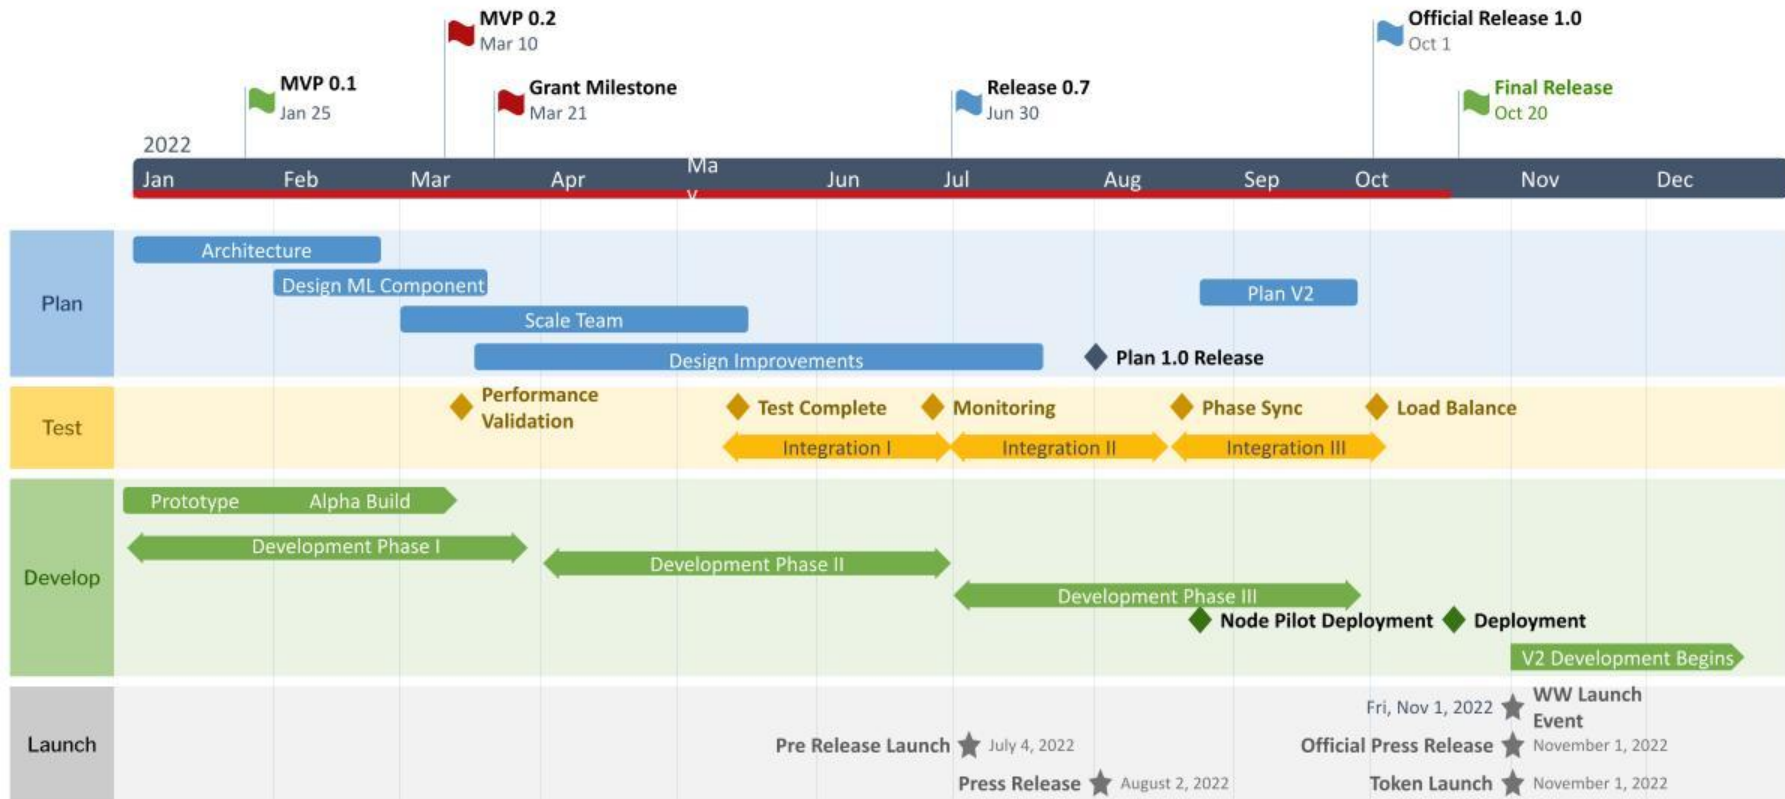 MVP 0.2
Mar 10
Official Release 1.0
Oct 1
MVP 0.1
Jan 25
Grant Milestone
Mar 21
Release 0.7
Jun 30
Final Release
Oct 20
2022
Jan Feb Mar Apr May Jun Jul Aug Sep Oct Nov Dec
Plan
Architecture
Design ML Component
Plan V2
Scale Team
Design Improvements
Plan 1.0 Release
Test
Performance
Validation
Test Complete
Monitoring
Phase Sync
Load Balance
Integration I
Integration II
Integration III
Develop
Prototype
Alpha Build
Development Phase I
Development Phase II
Development Phase III
Node Pilot Deployment
Deployment
V2 Development Begins
Launch
Fri, Nov 1, 2022
WW Launch
Event
Pre Release Launch
July 4, 2022
Official Press Release
November 1, 2022
Press Release
August 2, 2022
Token Launch
November 1, 2022